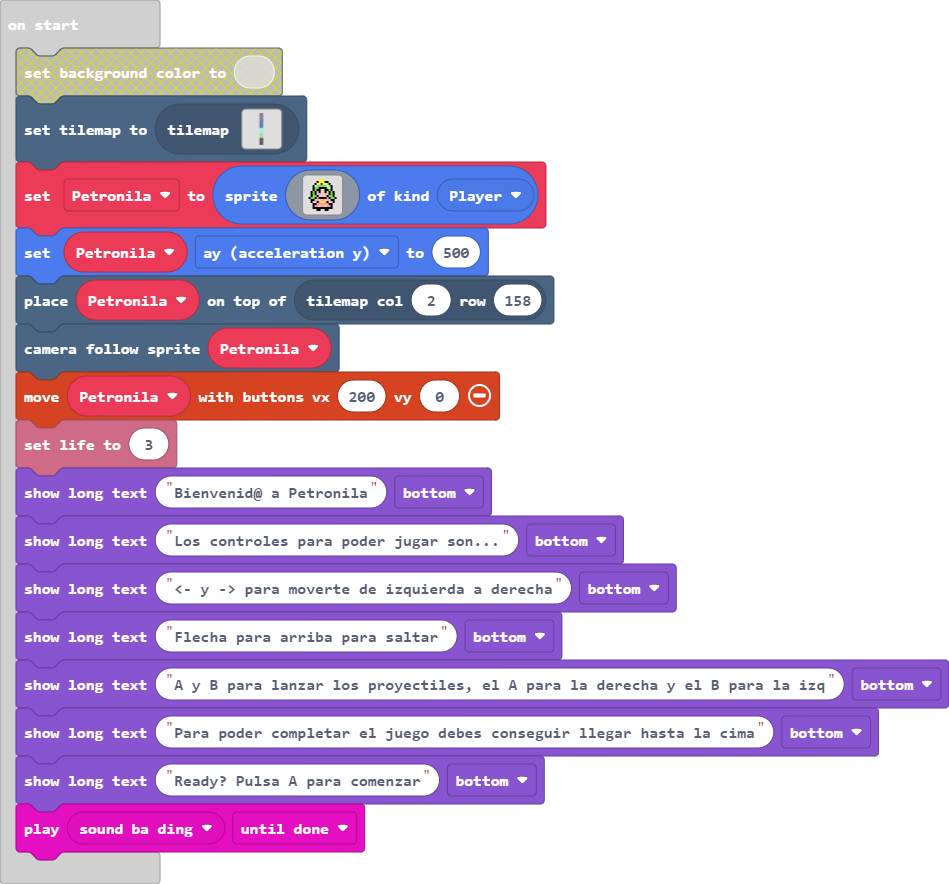 on start
set background color to
set tilemap to tilemap
set Petronila to sprite of kind Player
set Petronila ay (acceleration y) to 500
place Petronila on top of tilemap col 2 row 158
camera follow sprite Petronila
move Petronila with buttons vx 200 vy 0
set life to 3
show long text "Bienvenid@ a Petronila" bottom
show long text "Los controles para poder jugar son..." bottom
show long text "<- y -> para moverte de izquierda a derecha" bottom
show long text "Flecha para arriba para saltar" bottom
show long text "A y B para lanzar los proyectiles, el A para la derecha y el B para la izq" bottom
show long text "Para poder completar el juego debes conseguir llegar hasta la cima" bottom
show long text "Ready? Pulsa A para comenzar" bottom
play sound ba ding until done